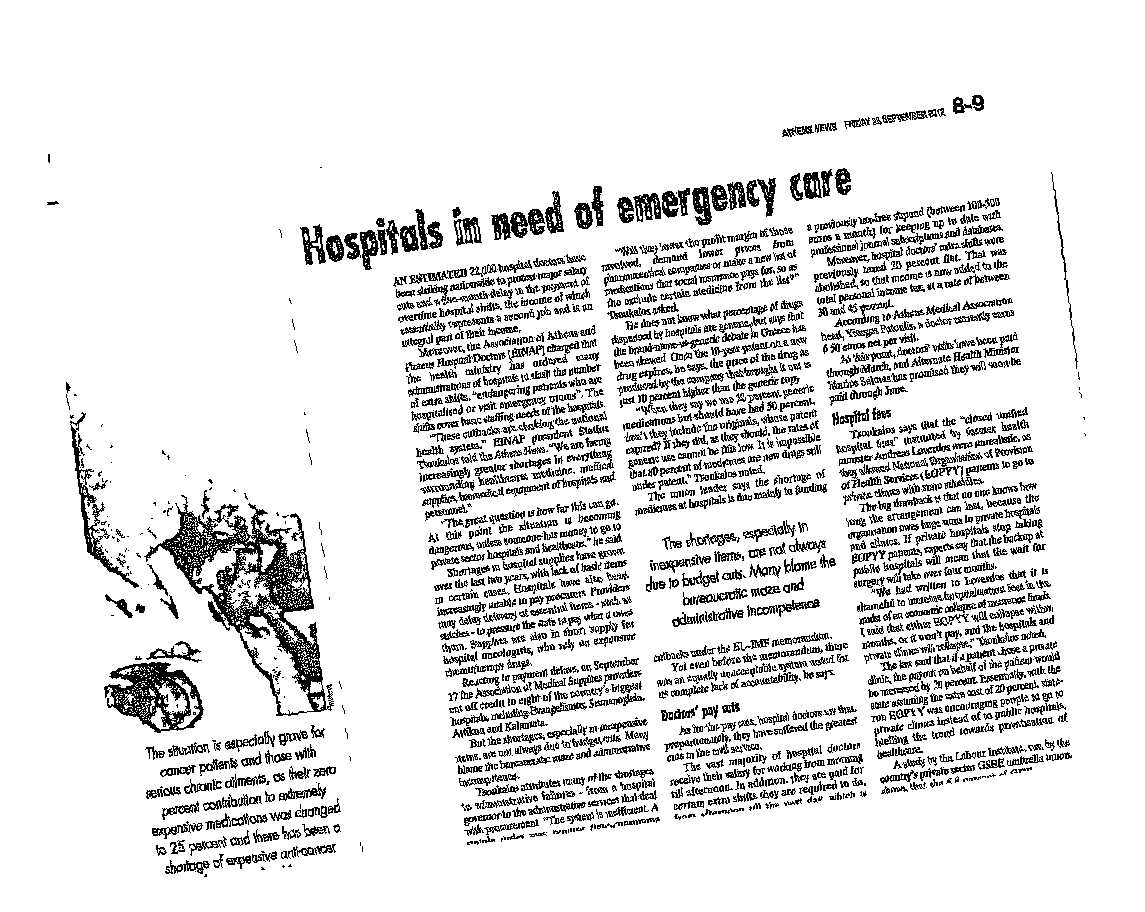 ATHENS NEWS FRIDAY SEPTEMBER 2012 8-9
Hospitals in need of emergency care
AN ESTIMATED 22,000 hospital doctors have
been striking nationwide to protest major salary
cuts and a five-month delay in the payment of
overtime hospital shifts, the income of which
essentially represents a second job and is an
integral part of their income.
Moreover, the Association of Athens and
Piraeus Hospital Doctors (EINAP) charged that
the health ministry has ordered many
administrations of hospitals to slash the number
of extra shifts, "endangering patients who are
hospitalised or visit emergency rooms". The
shifts cover basic staffing needs of the hospitals.
"These cutbacks are choking the national
health system," EINAP president Stathis
Tsoukalos told the Athens News. "We are facing
increasingly greater shortages in everything
surrounding healthcare: medicine, medical
supplies, biomedical equipment of hospitals and
personnel."
"The great question is how far this can go.
At this point the situation is becoming
dangerous, unless someone has money to go to
private sector hospitals and healthcare," he said
Shortages in hospital supplies have grown
over the last two years, with lack of basic items
in certain cases. Hospitals have also been
increasingly unable to pay procurers. Providers
may delay delivery of essential items - such as
stitches - to pressure the state to pay what it owes
them. Supplies are also in short supply for
hospital oncologists, who rely on expensive
chemotherapy drugs.
Reacting to payment delays, on September
17 the Association of Medical Supplies providers
cut off credit to eight of the country's biggest
hospitals, including Evangelismos, Sismanoglio,
Attikon and Kalamata.
But the shortages, especially in inexpensive
items, are not always due to budget cuts. Many
blame the bureaucratic maze and administrative
incompetence.
Tsoukalos attributes many of the shortages
to administrative failures - from a hospital
governor to the administrative services that deal
with procurement. "The system is inefficient. A
"Will they lower the profit margin of those
involved, demand lower prices from
pharmaceutical companies or make a new list of
medications that social insurance pays for, so as
the exclude certain medicine from the list?"
Tsoukalos asked.
He does not know what percentage of drugs
dispensed by hospitals are generic, but says that
the brand-name-vs-generic debate in Greece has
been skewed. Once the 10-year patent on a new
drug expires, he says, the price of the drug as
produced by the company that brought it out is
just 10 percent higher than the generic copy.
"When they say we use 20 percent generic
medications but should have had 50 percent,
don't they include the originals, whose patent
expired? If they did, as they should, the rates of
generic use cannot be this low. It is impossible
that 80 percent of medicines are new drugs still
under patent," Tsoukalos noted.
The union leader says the shortage of
medicines at hospitals is due mainly to funding
The shortages, especially in
inexpensive items, are not always
due to budget cuts. Many blame the
bureaucratic maze and
administrative incompetence
cutbacks under the EU-IMF memorandum.
Yet even before the memorandum, there
was an equally unacceptable system noted for
its complete lack of accountability, he says.
Doctors' pay cuts
As for the pay cuts, hospital doctors say that,
proportionately, they have suffered the greatest
cuts in the civil service.
The vast majority of hospital doctors
receive their salary for working from morning
till afternoon. In addition, they are paid for
certain extra shifts they are required to do,
from afternoon till the next day which is
a previously tax-free stipend (between 100-300
euros a month) for keeping up to date with
professional journal subscriptions and databases.
Moreover, hospital doctors' extra shifts were
previously taxed 20 percent flat. That was
abolished, so that income is now added to the
total personal income tax, at a rate of between
30 and 45 percent.
According to Athens Medical Association
head, Yiorgos Patoulis, a doctor currently earns
6.50 euros net per visit.
At this point, doctors' visits have been paid
through March, and Alternate Health Minister
Marios Salmas has promised they will soon be
paid through June.
Hospital fees
Tsoukalos says that the "closed unified
hospital fees" instituted by former health
minister Andreas Loverdos were unrealistic, as
they allowed National Organisation of Provision
of Health Services (EOPYY) patients to go to
private clinics with state subsidies.
The big drawback is that no one knows how
long the arrangement can last, because the
organisation owes huge sums to private hospitals
and clinics. If private hospitals stop taking
EOPYY patients, experts say that the backup at
public hospitals will mean that the wait for
surgery will take over four months.
"We had written to Loverdos that it is
shameful to increase hospitalisation fees in the
midst of an economic collapse of insurance funds.
I said that either EOPYY will collapse within
months, or it won't pay, and the hospitals and
private clinics will collapse," Tsoukalos noted.
The law said that if a patient chose a private
clinic, the payout on behalf of the patient would
be increased by 20 percent. Essentially, with the
state assuming the extra cost of 20 percent, state-
run EOPYY was encouraging people to go to
private clinics instead of to public hospitals,
fuelling the trend towards privatisation of
healthcare.
A study by the Labour Institute, run by the
country's private sector GSEE umbrella union,
The situation is especially grave for
cancer patients and those with
serious chronic ailments, as their zero
percent contribution to extremely
expensive medications was changed
to 25 percent and there has been a
shortage of expensive anti-cancer